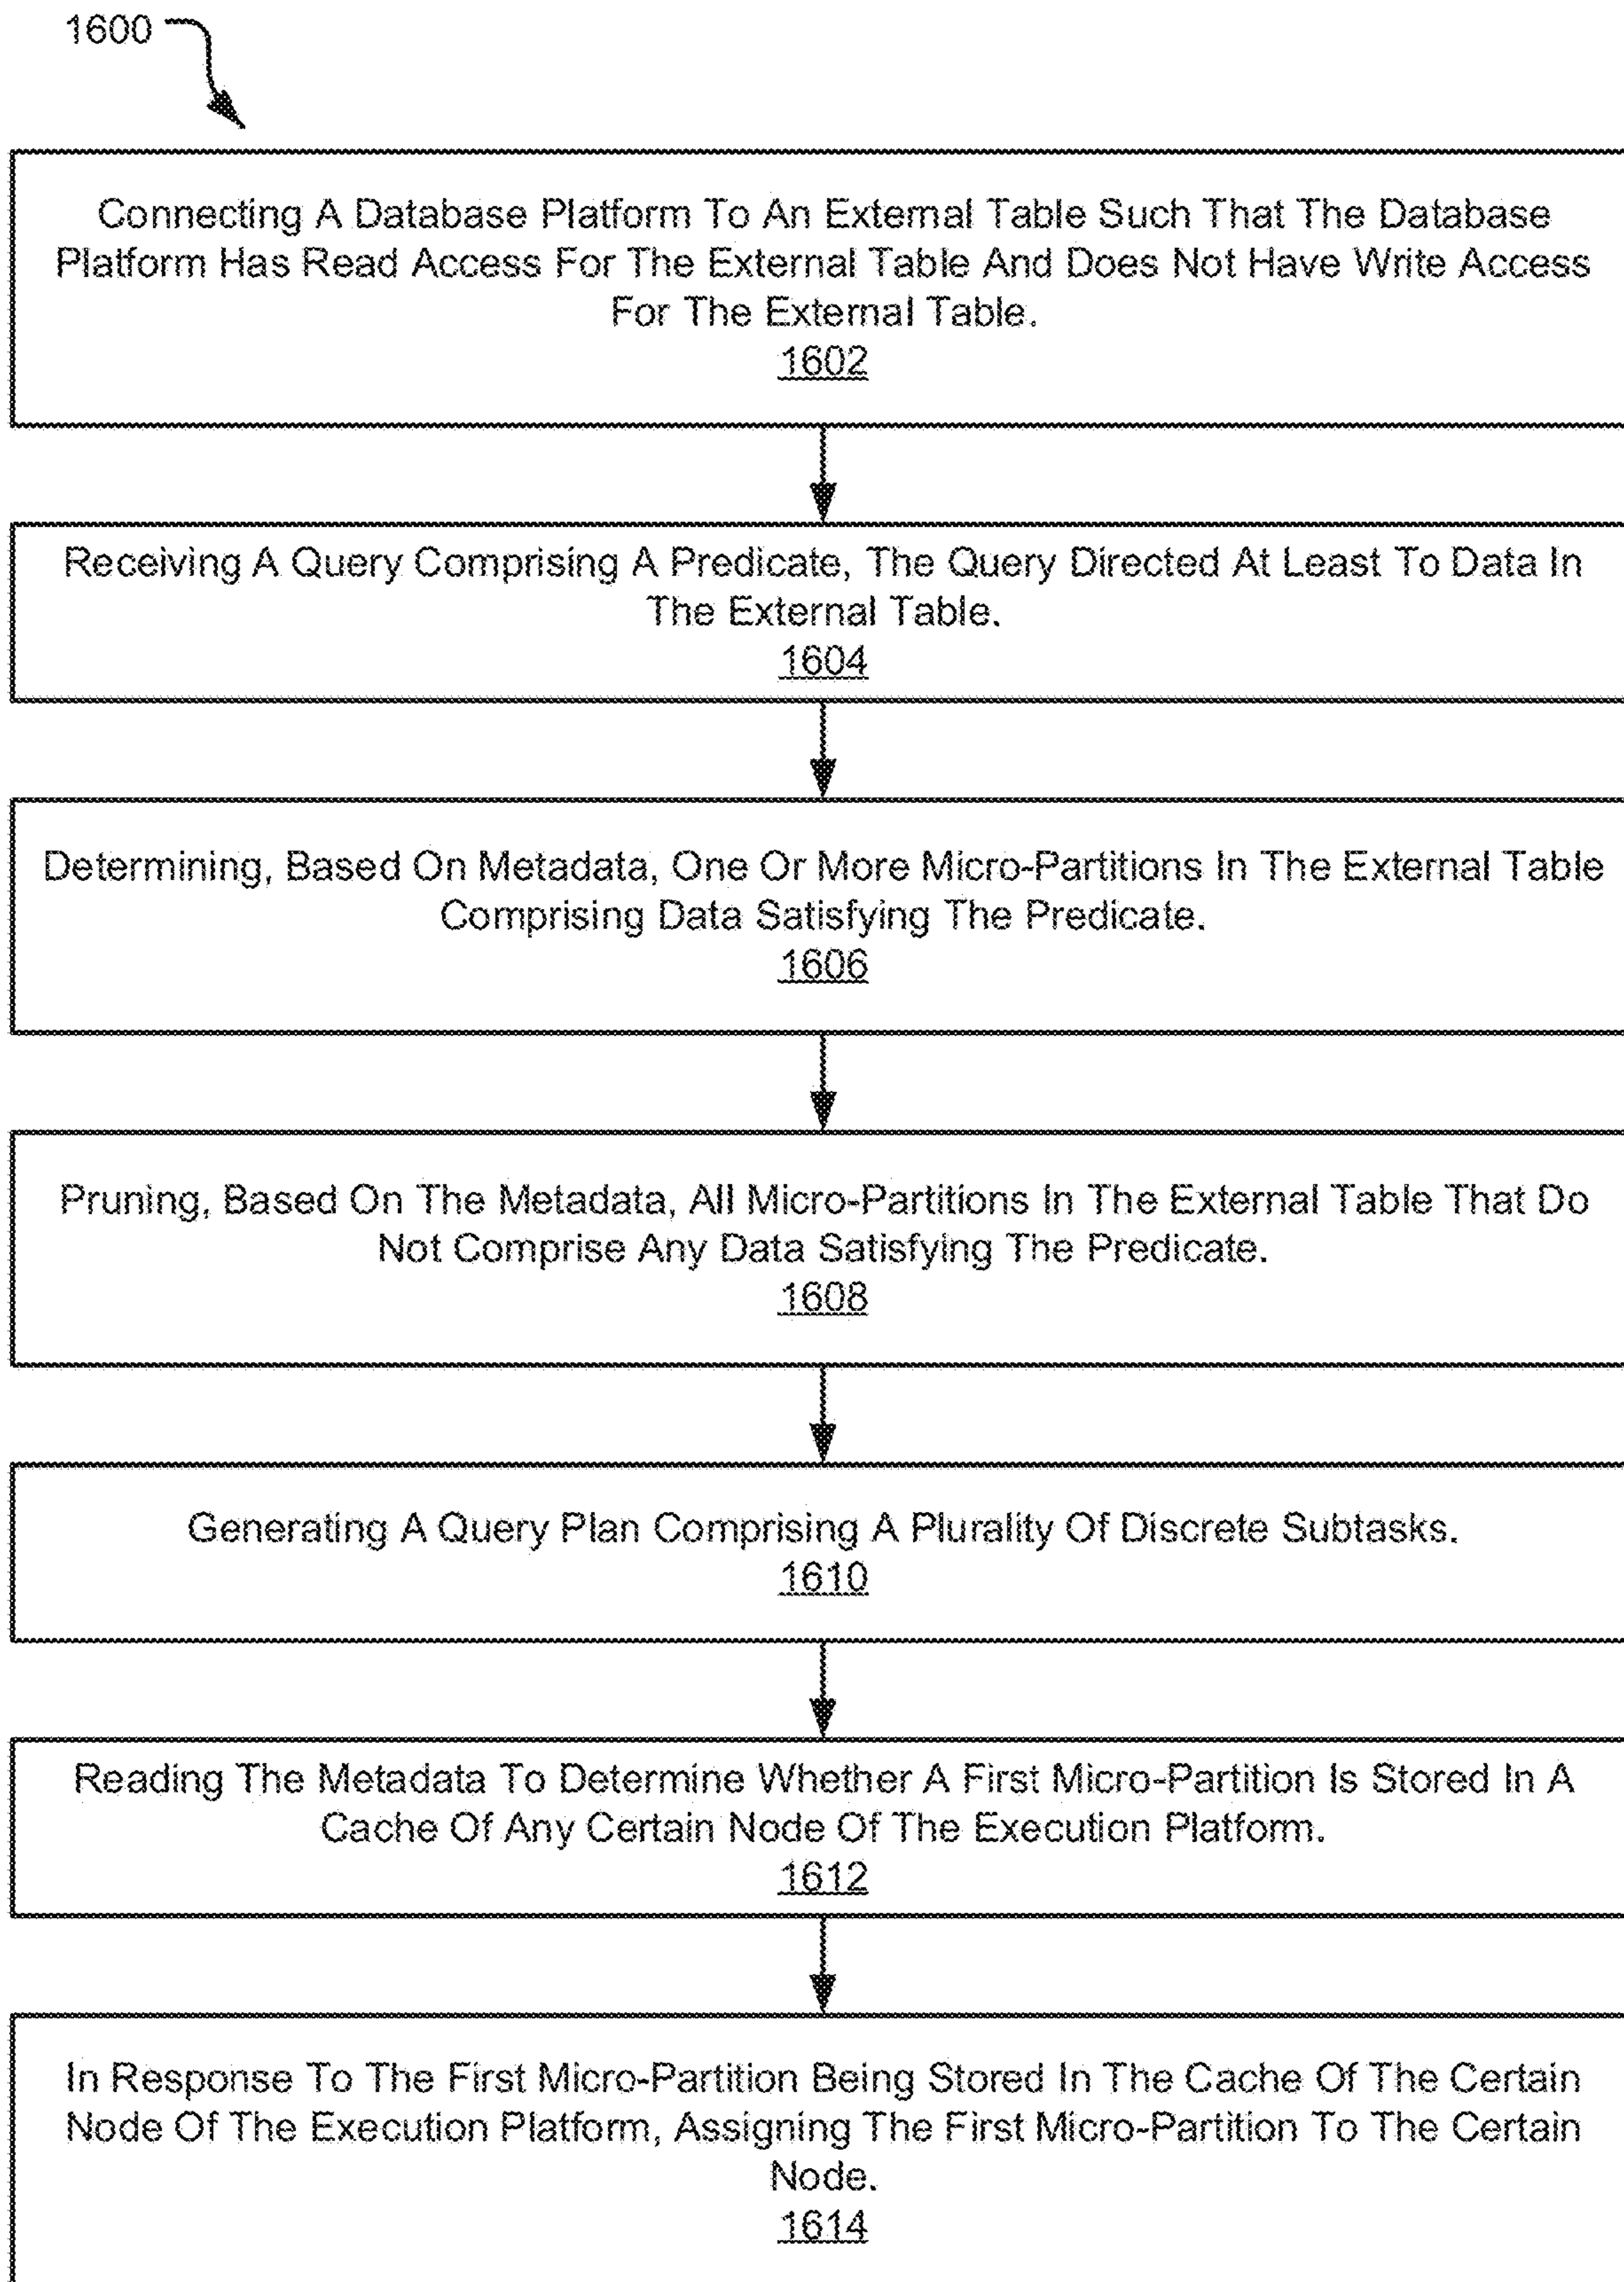 1600
Connecting A Database Platform To An External Table Such That The Database
Platform Has Read Access For The External Table And Does Not Have Write Access
For The External Table.
1602
Receiving A Query Comprising A Predicate, The Query Directed At Least To Data In
The External Table.
1604
Determining, Based On Metadata, One Or More Micro-Partitions In The External Table
Comprising Data Satisfying The Predicate.
1606
Pruning, Based On The Metadata, All Micro-Partitions In The External Table That Do
Not Comprise Any Data Satisfying The Predicate.
1608
Generating A Query Plan Comprising A Plurality Of Discrete Subtasks.
1610
Reading The Metadata To Determine Whether A First Micro-Partition Is Stored In A
Cache Of Any Certain Node Of The Execution Platform.
1612
In Response To The First Micro-Partition Being Stored In The Cache Of The Certain
Node Of The Execution Platform, Assigning The First Micro-Partition To The Certain
Node.
1614